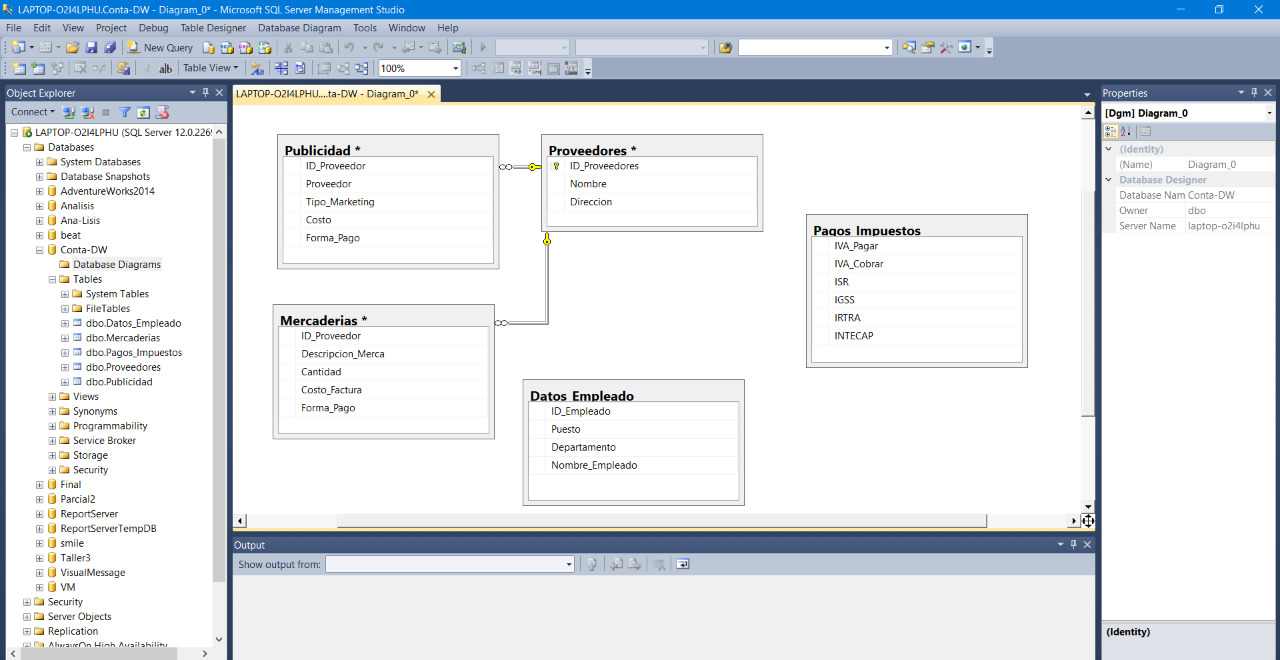 LAPTOP-O2I4LPHU.Conta-DW - Diagram_0* - Microsoft SQL Server Management Studio
File Edit View Project Debug Table Designer Database Diagram Tools Window Help
New Query
ab| Table View 100%
Object Explorer
Connect
LAPTOP-O2I4LPHU (SQL Server 12.0.2269
Databases
System Databases
Database Snapshots
AdventureWorks2014
Analisis
Ana-Lisis
beat
Conta-DW
Database Diagrams
Tables
System Tables
FileTables
dbo.Datos_Empleado
dbo.Mercaderias
dbo.Pagos_Impuestos
dbo.Proveedores
dbo.Publicidad
Views
Synonyms
Programmability
Service Broker
Storage
Security
Final
Parcial2
ReportServer
ReportServerTempDB
smile
Taller3
VisualMessage
VM
Security
Server Objects
Replication
AlwaysOn High Availability
LAPTOP-O2I4LPHU....ta-DW - Diagram_0*
Publicidad *
ID_Proveedor
Proveedor
Tipo_Marketing
Costo
Forma_Pago
Proveedores *
ID_Proveedores
Nombre
Direccion
Pagos_Impuestos
IVA_Pagar
IVA_Cobrar
ISR
IGSS
IRTRA
INTECAP
Mercaderias *
ID_Proveedor
Descripcion_Merca
Cantidad
Costo_Factura
Forma_Pago
Datos_Empleado
ID_Empleado
Puesto
Departamento
Nombre_Empleado
Output
Show output from:
Properties
[Dgm] Diagram_0
(Identity)
(Name) Diagram_0
Database Designer
Database Nam Conta-DW
Owner dbo
Server Name laptop-o2i4lphu
(Identity)